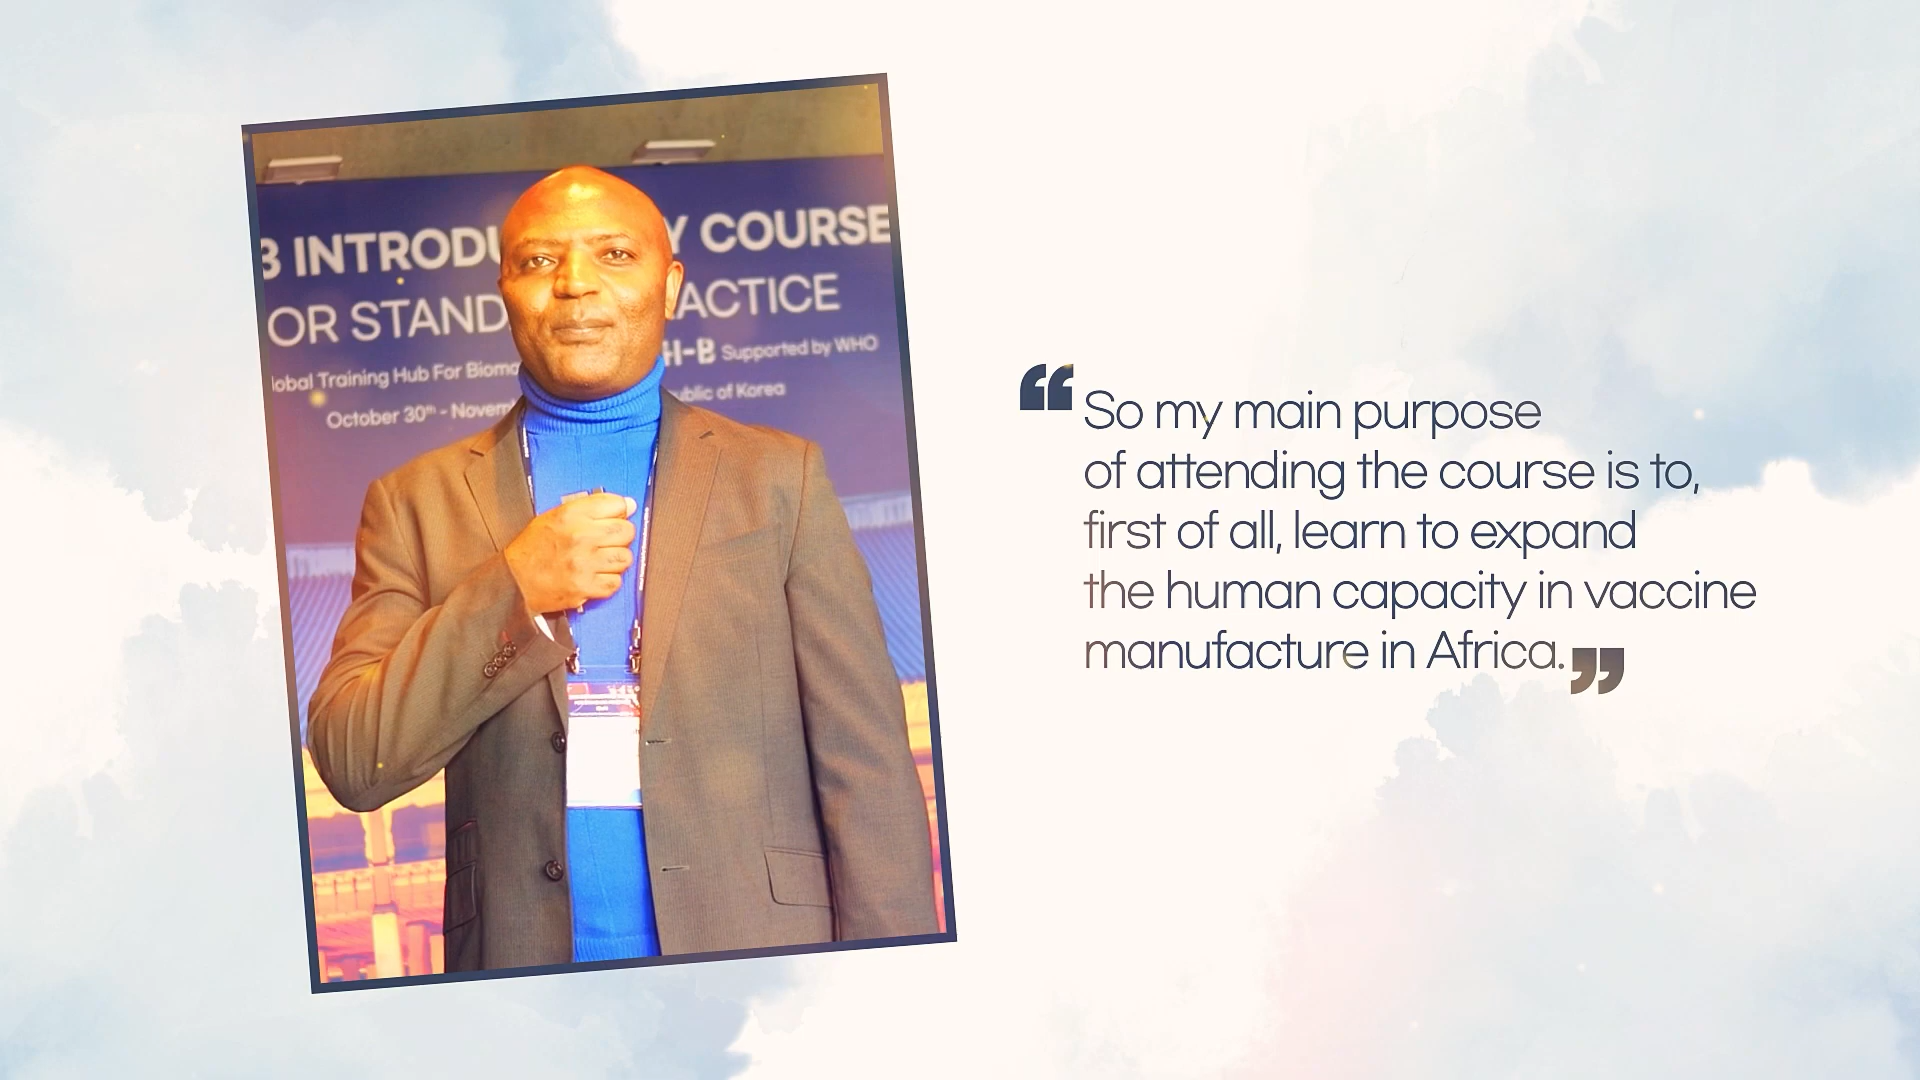 3 INTRODU Y COURSE
OR STAND ACTICE
lobal Training Hub For Bioma H-B Supported by WHO
October 30th - Novem ublic of Korea
“So my main purpose
of attending the course is to,
first of all, learn to expand
the human capacity in vaccine
manufacture in Africa.”